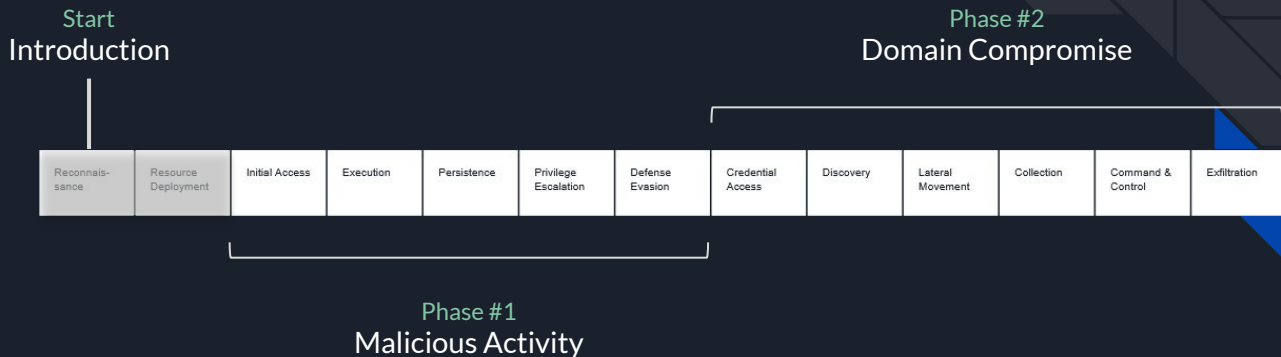 Start
Introduction
Phase #2
Domain Compromise
Reconnais-
sance
Resource
Deployment
Initial Access
Execution
Persistence
Privilege
Escalation
Defense
Evasion
Credential
Access
Discovery
Lateral
Movement
Collection
Command &
Control
Exfiltration
Phase #1
Malicious Activity